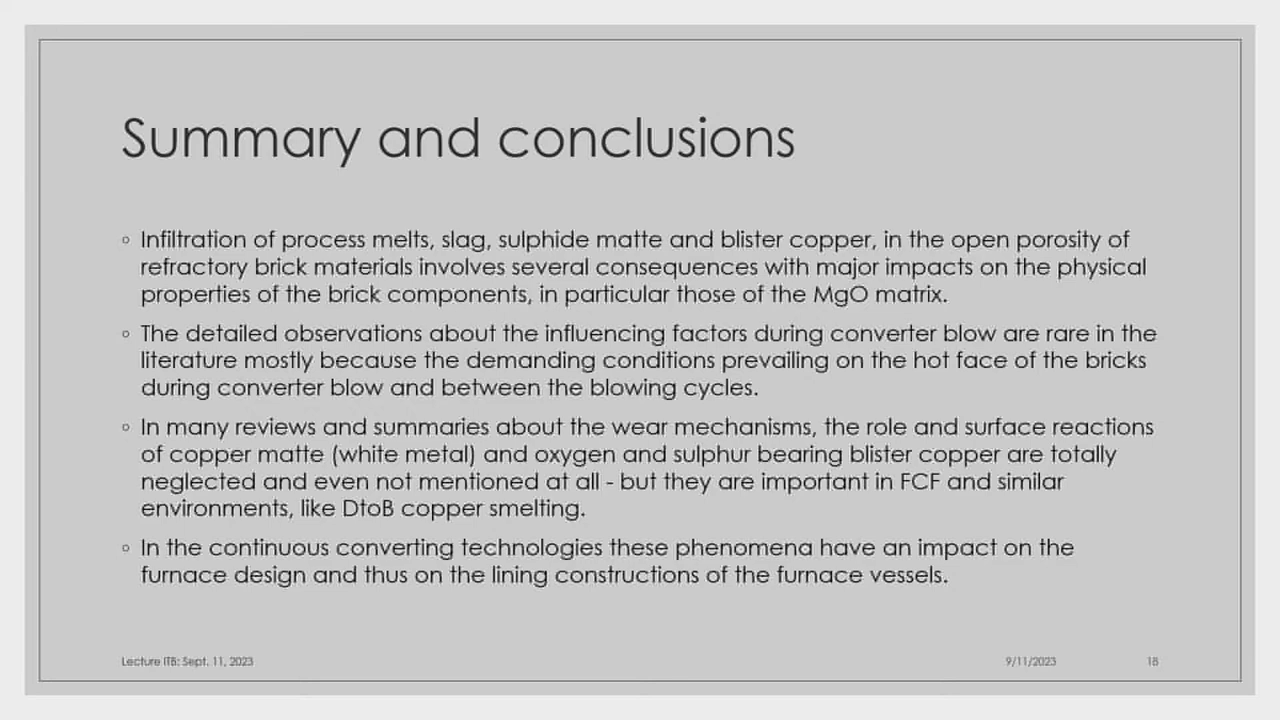 Summary and conclusions
◦ Infiltration of process melts, slag, sulphide matte and blister copper, in the open porosity of
refractory brick materials involves several consequences with major impacts on the physical
properties of the brick components, in particular those of the MgO matrix.
◦ The detailed observations about the influencing factors during converter blow are rare in the
literature mostly because the demanding conditions prevailing on the hot face of the bricks
during converter blow and between the blowing cycles.
◦ In many reviews and summaries about the wear mechanisms, the role and surface reactions
of copper matte (white metal) and oxygen and sulphur bearing blister copper are totally
neglected and even not mentioned at all - but they are important in FCF and similar
environments, like DtoB copper smelting.
◦ In the continuous converting technologies these phenomena have an impact on the
furnace design and thus on the lining constructions of the furnace vessels.
Lecture ITB: Sept. 11, 2023
9/11/2023
18